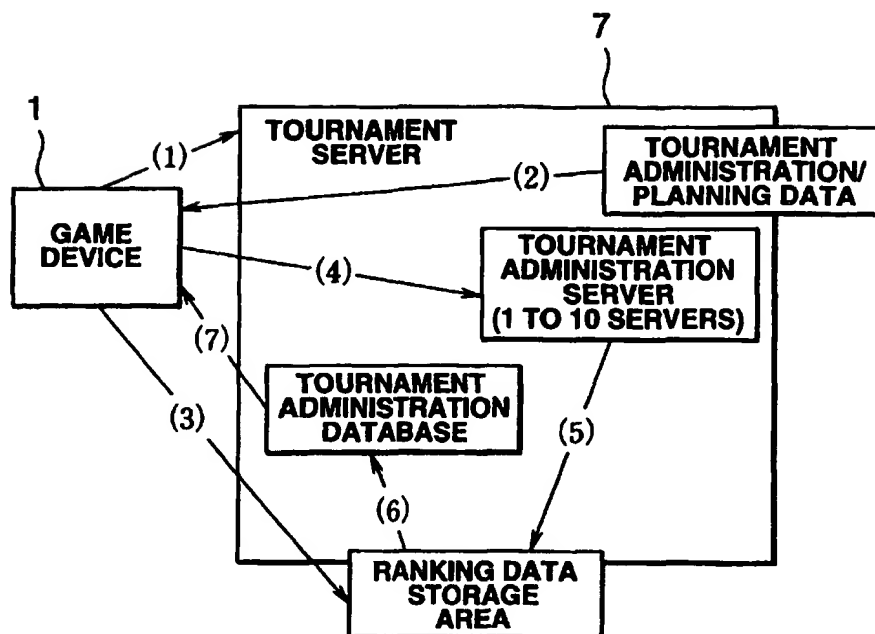 7
1
TOURNAMENT
SERVER
(1)
TOURNAMENT
ADMINISTRATION/
PLANNING DATA
(2)
GAME
DEVICE
TOURNAMENT
ADMINISTRATION
SERVER
(1 TO 10 SERVERS)
(4)
(7)
TOURNAMENT
ADMINISTRATION
DATABASE
(3)
(5)
(6)
RANKING DATA
STORAGE
AREA